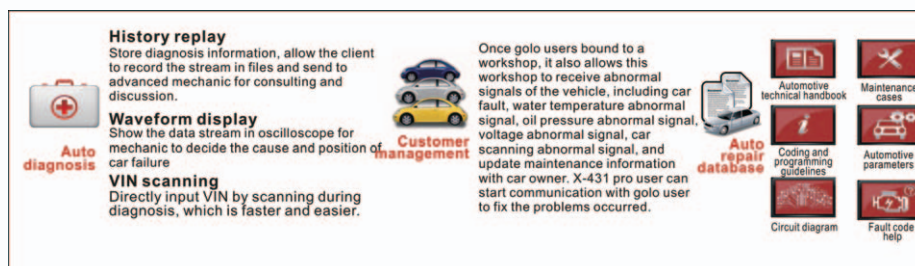 Auto
diagnosis
History replay
Store diagnosis information, allow the client
to record the stream in files and send to
advanced mechanic for consulting and
discussion.
Waveform display
Show the data stream in oscilloscope for
mechanic to decide the cause and position of
car failure
VIN scanning
Directly input VIN by scanning during
diagnosis, which is faster and easier.
Customer
management
Once golo users bound to a
workshop, it also allows this
workshop to receive abnormal
signals of the vehicle, including car
fault, water temperature abnormal
signal, oil pressure abnormal signal,
voltage abnormal signal, car
scanning abnormal signal, and
update maintenance information
with car owner. X-431 pro user can
start communication with golo user
to fix the problems occurred.
Auto
repair
database
Automotive
technical handbook
Maintenance
cases
Coding and
programming
guidelines
Automotive
parameters
Circuit diagram
Fault code
help